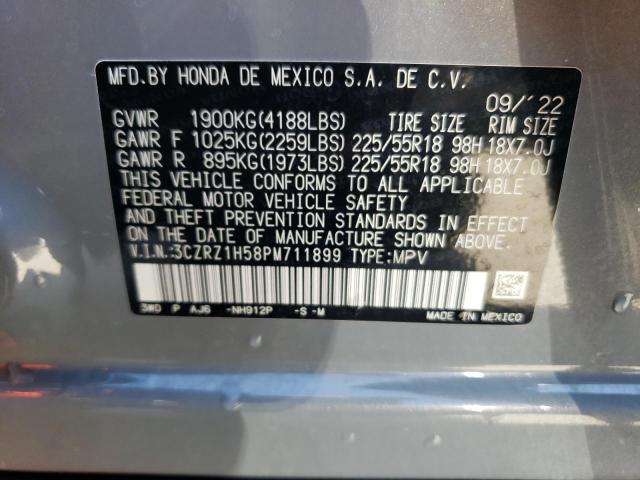 MFD.BY HONDA DE MEXICO S.A. DE C.V.
09/'22
GVWR 1900KG(4188LBS) TIRE SIZE RIM SIZE
GAWR F 1025KG(2259LBS) 225/55R18 98H 18X7.0J
GAWR R 895KG(1973LBS) 225/55R18 98H 18X7.0J
THIS VEHICLE CONFORMS TO ALL APPLICABLE
FEDERAL MOTOR VEHICLE SAFETY
AND THEFT PREVENTION STANDARDS IN EFFECT
ON THE DATE OF MANUFACTURE SHOWN ABOVE.
V.I.N.:3CZRZ1H58PM711899 TYPE:MPV
3WD P AJ6 -NH912P -S -M MADE IN MEXICO